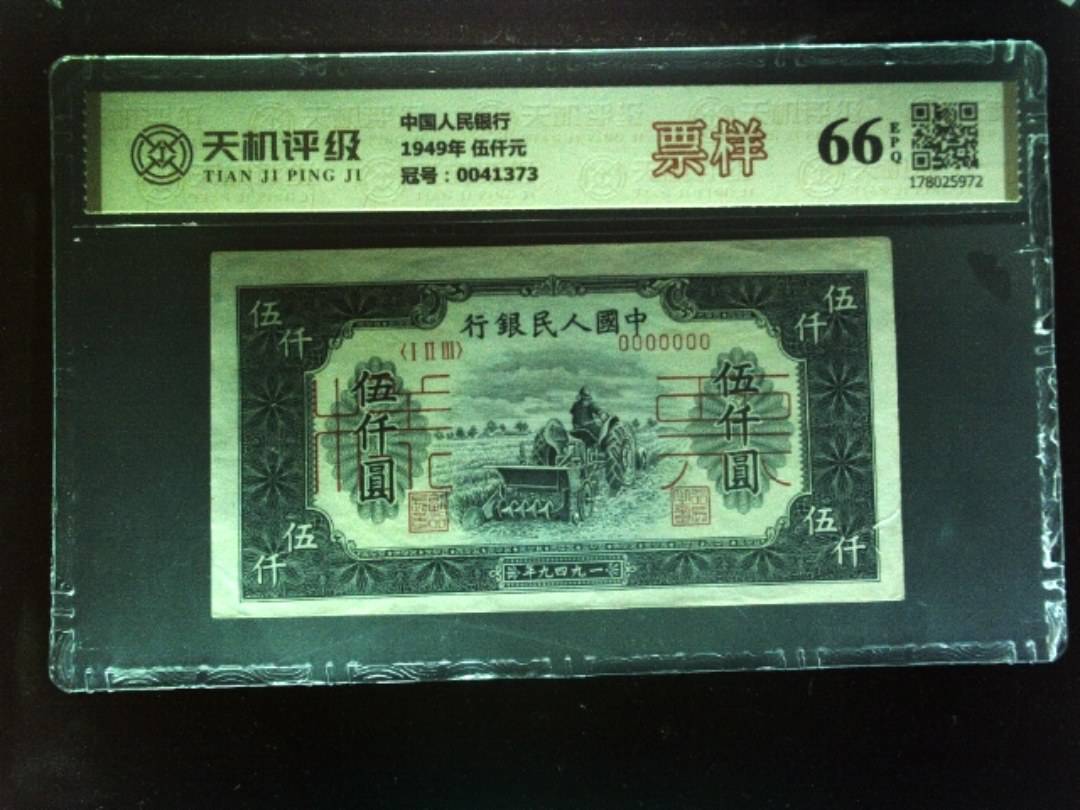 天机评级
TIAN JI PING JI
中国人民银行
1949年 伍仟元
冠号：0041373
票样
66
EPQ
178025972
行銀民人國中
〈I II III〉
0000000
伍仟
伍仟
伍仟圓
伍仟圓
票
樣
伍仟
伍仟
年九四九一